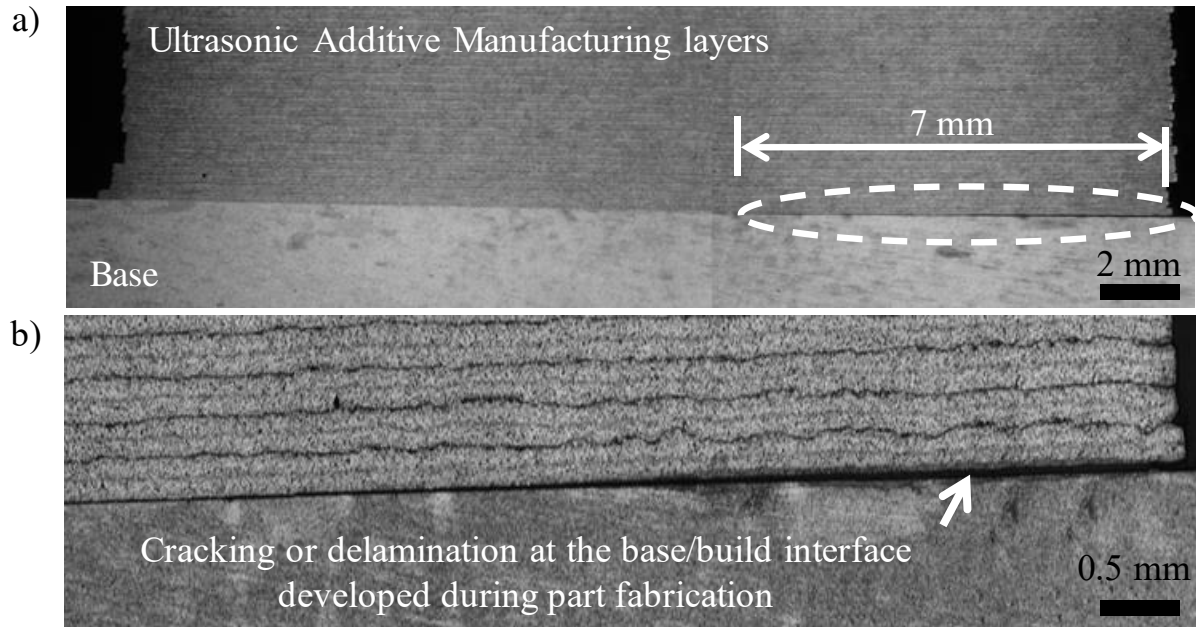 a)
Ultrasonic Additive Manufacturing layers
7 mm
Base
2 mm
b)
Cracking or delamination at the base/build interface
developed during part fabrication
0.5 mm